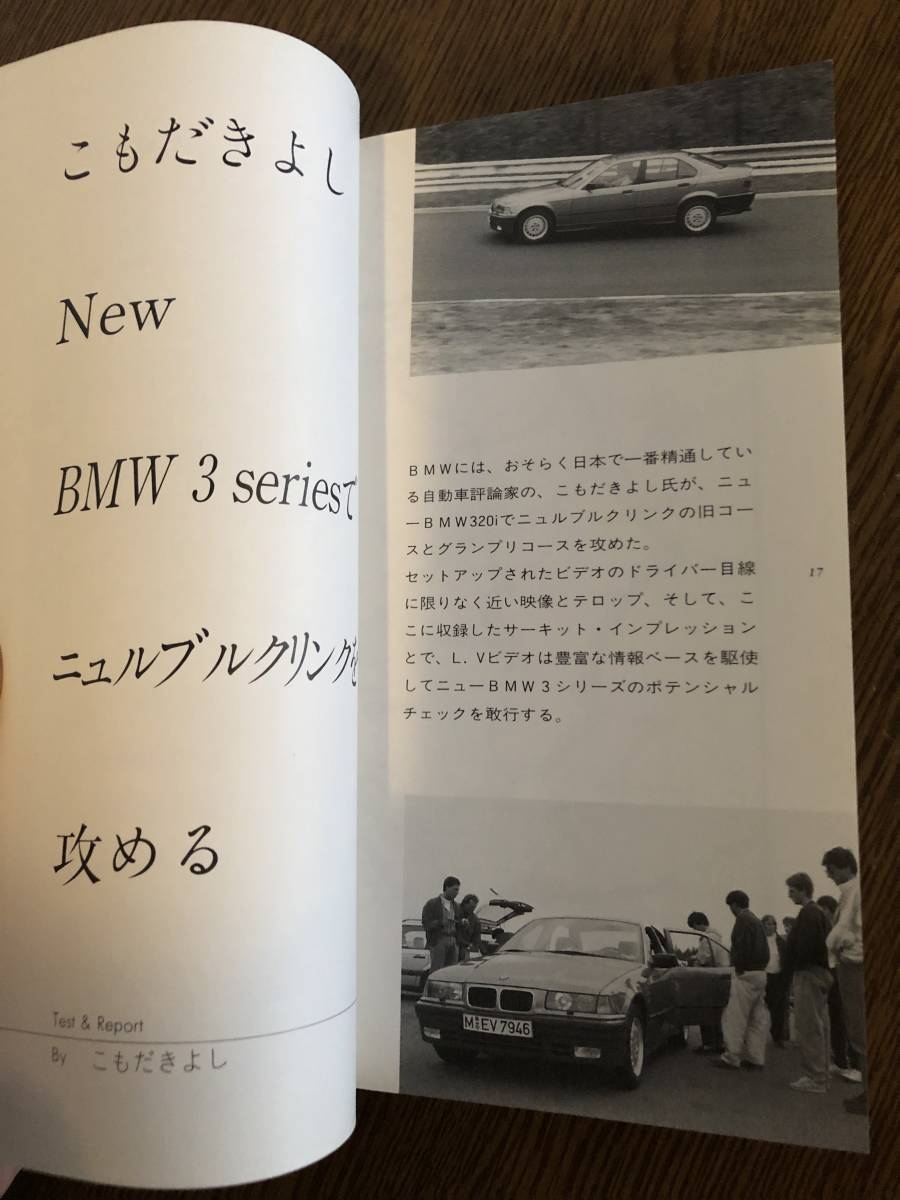 こもだきよし
New
BMW 3 seriesで
ニュルブルクリンクを
攻める
Test & Report
By こもだきよし
BMWには、おそらく日本で一番精通してい
る自動車評論家の、こもだきよし氏が、ニュ
ーBMW320iでニュルブルクリンクの旧コー
スとグランプリコースを攻めた。
セットアップされたビデオのドライバー目線
に限りなく近い映像とテロップ、そして、こ
こに収録したサーキット・インプレッション
とで、L. Vビデオは豊富な情報ベースを駆使
してニューBMW3シリーズのポテンシャル
チェックを敢行する。
17
M EV 7946